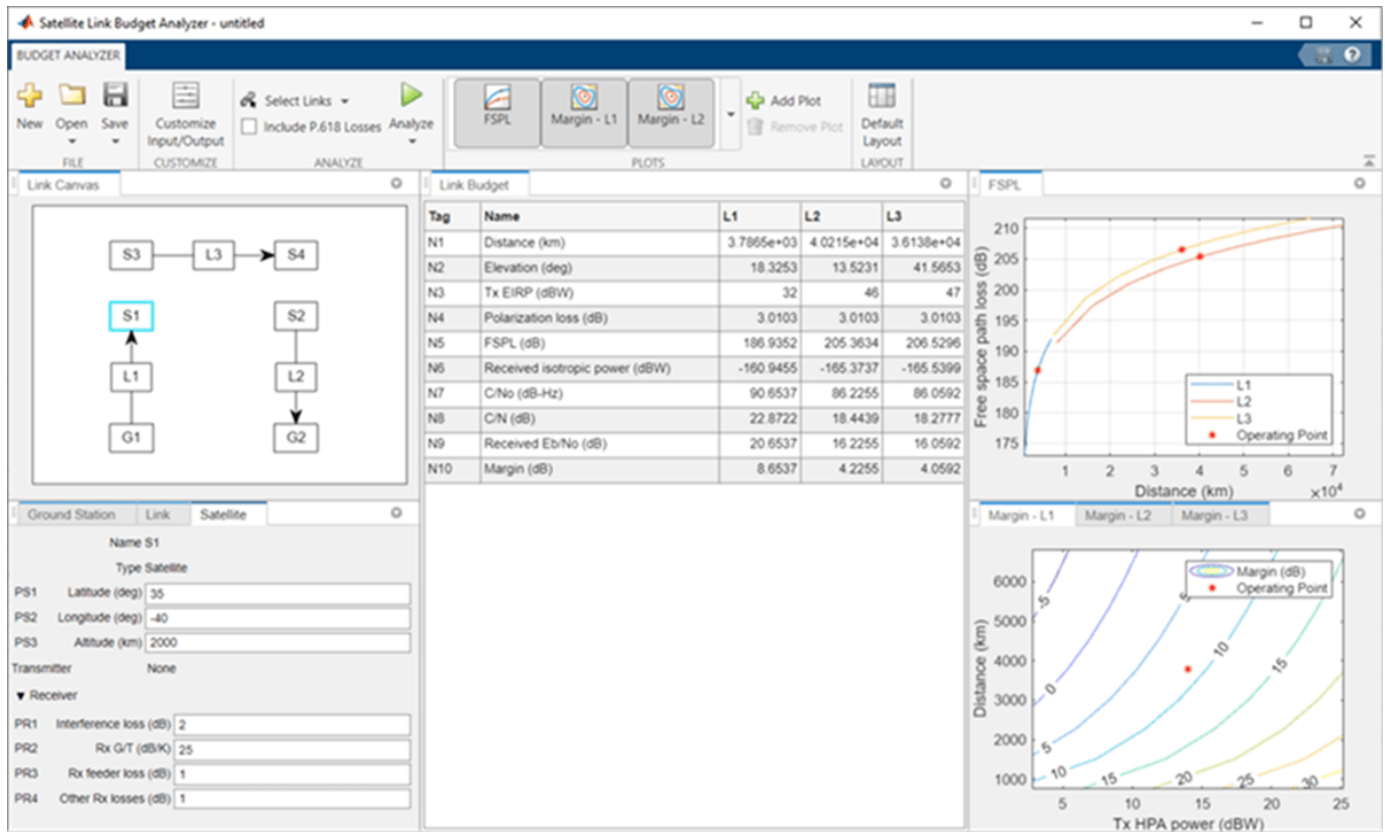 Satellite Link Budget Analyzer - untitled
BUDGET ANALYZER
?
New Open Save
Customize Input/Output
Select Links
Include P.618 Losses
Analyze
FSPL
Margin - L1
Margin - L2
Add Plot
Remove Plot
Default Layout
FILE CUSTOMIZE ANALYZE PLOTS LAYOUT
Link Canvas
S3 L3 S4
S1 S2
L1 L2
G1 G2
Ground Station Link Satellite
Name S1
Type Satellite
PS1 Latitude (deg) 35
PS2 Longitude (deg) -40
PS3 Altitude (km) 2000
Transmitter None
Receiver
PR1 Interference loss (dB) 2
PR2 Rx G/T (dB/K) 25
PR3 Rx feeder loss (dB) 1
PR4 Other Rx losses (dB) 1
Link Budget
Tag Name L1 L2 L3
N1 Distance (km) 3.7865e+03 4.0215e+04 3.6138e+04
N2 Elevation (deg) 18.3253 13.5231 41.5653
N3 Tx EIRP (dBW) 32 46 47
N4 Polarization loss (dB) 3.0103 3.0103 3.0103
N5 FSPL (dB) 186.9352 205.3634 206.5296
N6 Received isotropic power (dBW) -160.9455 -165.3737 -165.5399
N7 C/No (dB-Hz) 90.6537 86.2255 86.0592
N8 C/N (dB) 22.8722 18.4439 18.2777
N9 Received Eb/No (dB) 20.6537 16.2255 16.0592
N10 Margin (dB) 8.6537 4.2255 4.0592
FSPL
Free space path loss (dB)
210
205
200
195
190
185
180
175
L1
L2
L3
Operating Point
1 2 3 4 5 6 7
Distance (km) ×10⁴
Margin - L1 Margin - L2 Margin - L3
Distance (km)
6000
5000
4000
3000
2000
1000
Margin (dB)
Operating Point
-5
5
10
15
0
5
10
15
20
25
30
5 10 15 20 25
Tx HPA power (dBW)